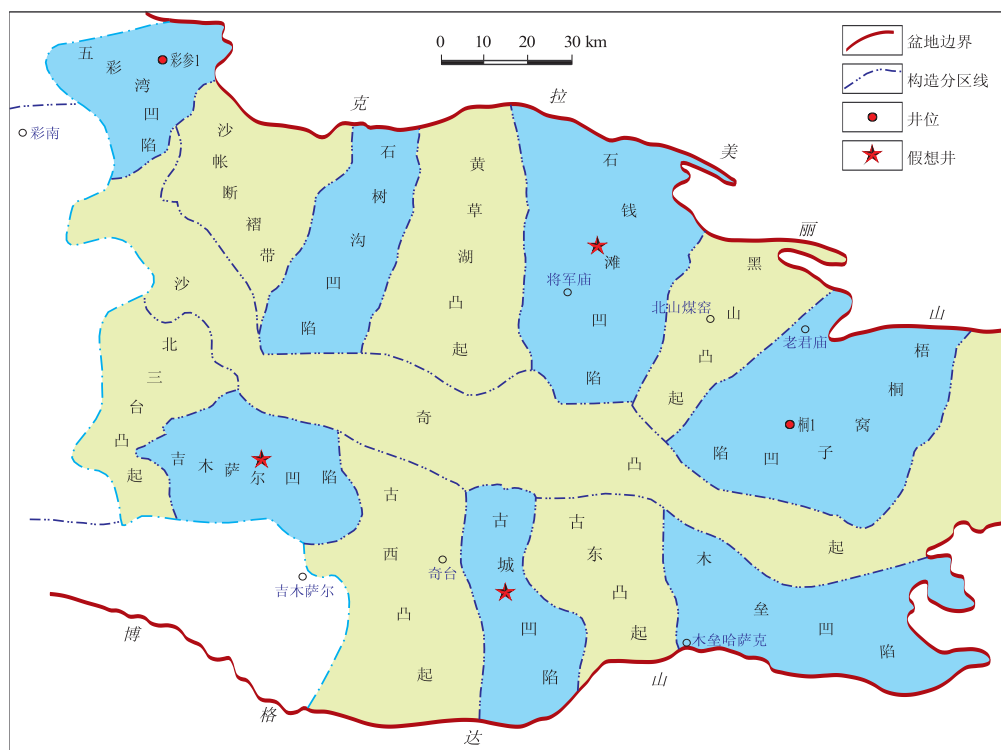 0 10 20 30 km
盆地边界
构造分区线
井位
假想井
克拉美丽山
五彩湾凹陷
彩参1
彩南
沙帐断褶带
石树沟凹陷
黄草湖凸起
石钱滩凹陷
将军庙
黑山凸起
北山煤窑
老君庙
梧桐窝子凹陷
桐1
沙
北三台凸起
奇
凸
起
吉木萨尔凹陷
古西凸起
古城凹陷
古东凸起
木垒凹陷
奇台
吉木萨尔
木垒哈萨克
博格达山